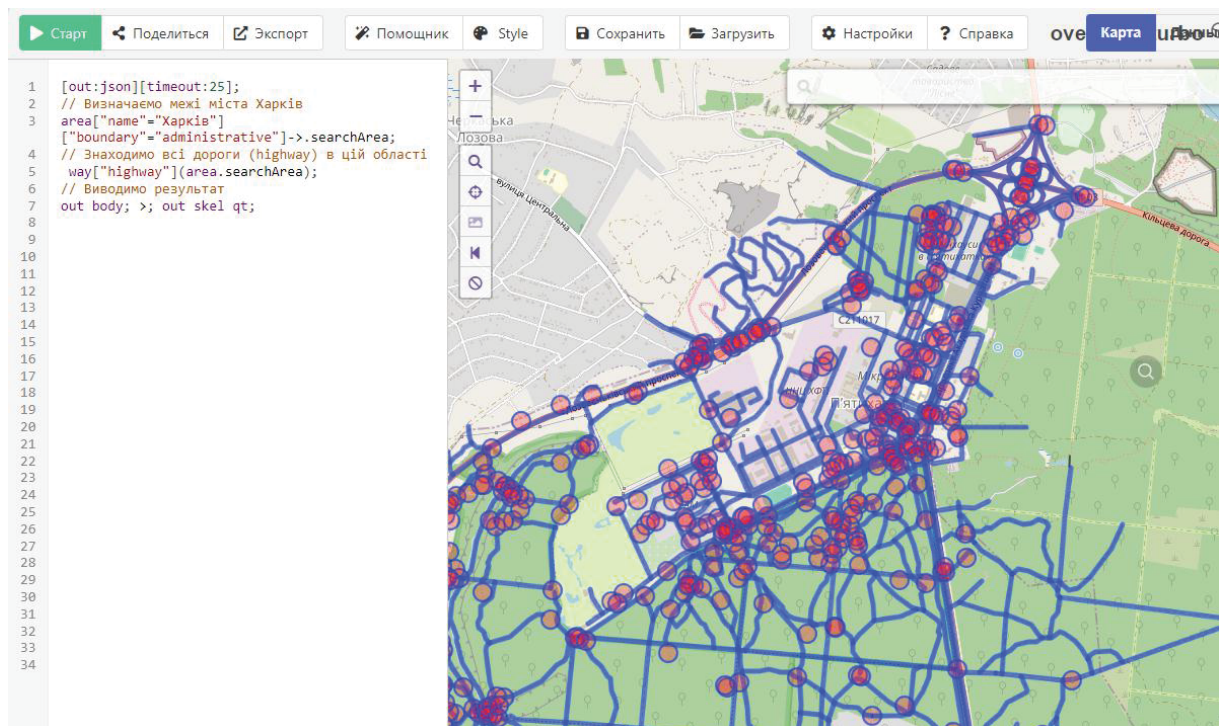 Старт
Поделиться
Экспорт
Помощник
Style
Сохранить
Загрузить
Настройки
? Справка
ove
Карта
1 [out:json][timeout:25];
2 // Визначаємо межі міста Харків
3 area["name"="Харків"]
["boundary"="administrative"]->.searchArea;
4 // Знаходимо всі дороги (highway) в цій області
5 way["highway"](area.searchArea);
6 // Виводимо результат
7 out body; >; out skel qt;
8
9
10
11
12
13
14
15
16
17
18
19
20
21
22
23
24
25
26
27
28
29
30
31
32
33
34
Лозова
вулиця Центральна
Кільцева дорога
С211017